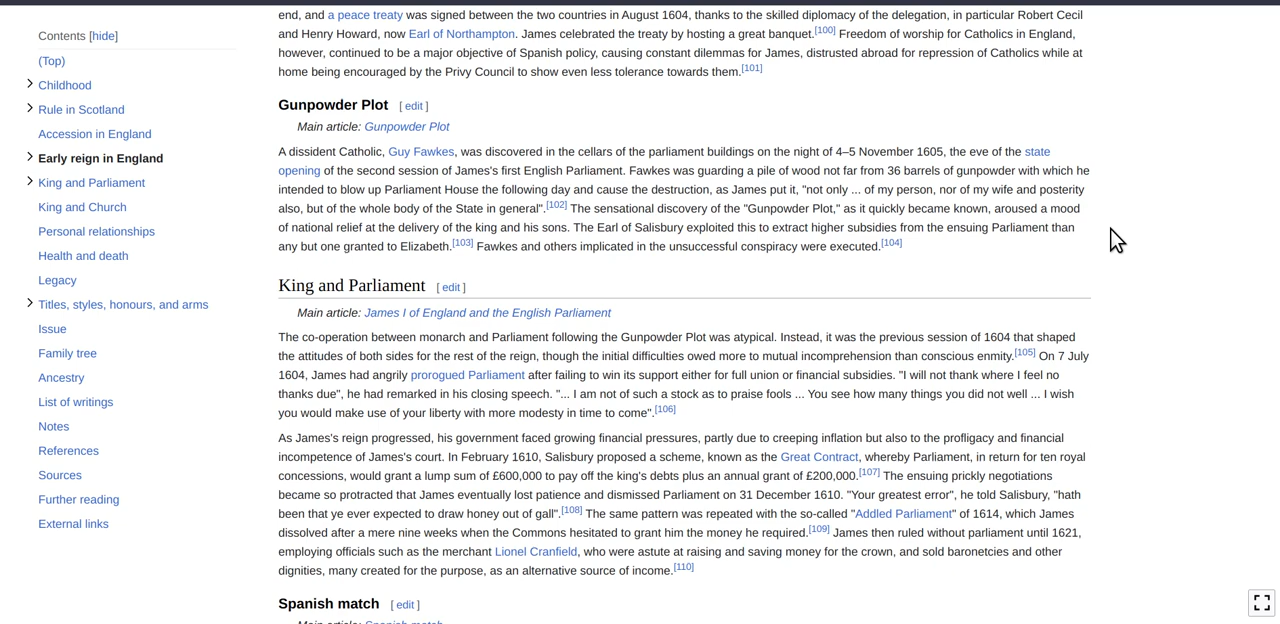 Contents [hide]
(Top)
Childhood
Rule in Scotland
Accession in England
Early reign in England
King and Parliament
King and Church
Personal relationships
Health and death
Legacy
Titles, styles, honours, and arms
Issue
Family tree
Ancestry
List of writings
Notes
References
Sources
Further reading
External links
end, and a peace treaty was signed between the two countries in August 1604, thanks to the skilled diplomacy of the delegation, in particular Robert Cecil
and Henry Howard, now Earl of Northampton. James celebrated the treaty by hosting a great banquet.[100] Freedom of worship for Catholics in England,
however, continued to be a major objective of Spanish policy, causing constant dilemmas for James, distrusted abroad for repression of Catholics while at
home being encouraged by the Privy Council to show even less tolerance towards them.[101]
Gunpowder Plot [ edit ]
Main article: Gunpowder Plot
A dissident Catholic, Guy Fawkes, was discovered in the cellars of the parliament buildings on the night of 4–5 November 1605, the eve of the state
opening of the second session of James's first English Parliament. Fawkes was guarding a pile of wood not far from 36 barrels of gunpowder with which he
intended to blow up Parliament House the following day and cause the destruction, as James put it, "not only ... of my person, nor of my wife and posterity
also, but of the whole body of the State in general".[102] The sensational discovery of the "Gunpowder Plot," as it quickly became known, aroused a mood
of national relief at the delivery of the king and his sons. The Earl of Salisbury exploited this to extract higher subsidies from the ensuing Parliament than
any but one granted to Elizabeth.[103] Fawkes and others implicated in the unsuccessful conspiracy were executed.[104]
King and Parliament [ edit ]
Main article: James I of England and the English Parliament
The co-operation between monarch and Parliament following the Gunpowder Plot was atypical. Instead, it was the previous session of 1604 that shaped
the attitudes of both sides for the rest of the reign, though the initial difficulties owed more to mutual incomprehension than conscious enmity.[105] On 7 July
1604, James had angrily prorogued Parliament after failing to win its support either for full union or financial subsidies. "I will not thank where I feel no
thanks due", he had remarked in his closing speech. "... I am not of such a stock as to praise fools ... You see how many things you did not well ... I wish
you would make use of your liberty with more modesty in time to come".[106]
As James's reign progressed, his government faced growing financial pressures, partly due to creeping inflation but also to the profligacy and financial
incompetence of James's court. In February 1610, Salisbury proposed a scheme, known as the Great Contract, whereby Parliament, in return for ten royal
concessions, would grant a lump sum of £600,000 to pay off the king's debts plus an annual grant of £200,000.[107] The ensuing prickly negotiations
became so protracted that James eventually lost patience and dismissed Parliament on 31 December 1610. "Your greatest error", he told Salisbury, "hath
been that ye ever expected to draw honey out of gall".[108] The same pattern was repeated with the so-called "Addled Parliament" of 1614, which James
dissolved after a mere nine weeks when the Commons hesitated to grant him the money he required.[109] James then ruled without parliament until 1621,
employing officials such as the merchant Lionel Cranfield, who were astute at raising and saving money for the crown, and sold baronetcies and other
dignities, many created for the purpose, as an alternative source of income.[110]
Spanish match [ edit ]
Main article: Spanish match